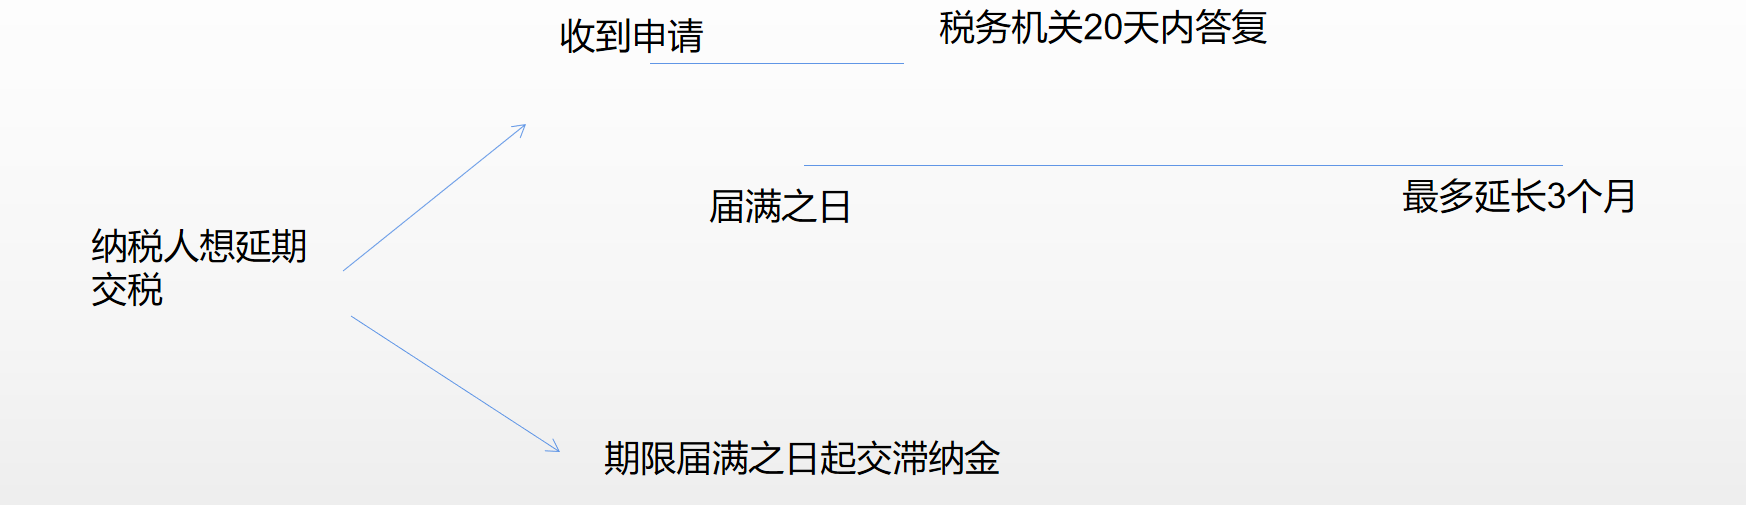 收到申请
税务机关20天内答复
届满之日
最多延长3个月
纳税人想延期
交税
期限届满之日起交滞纳金